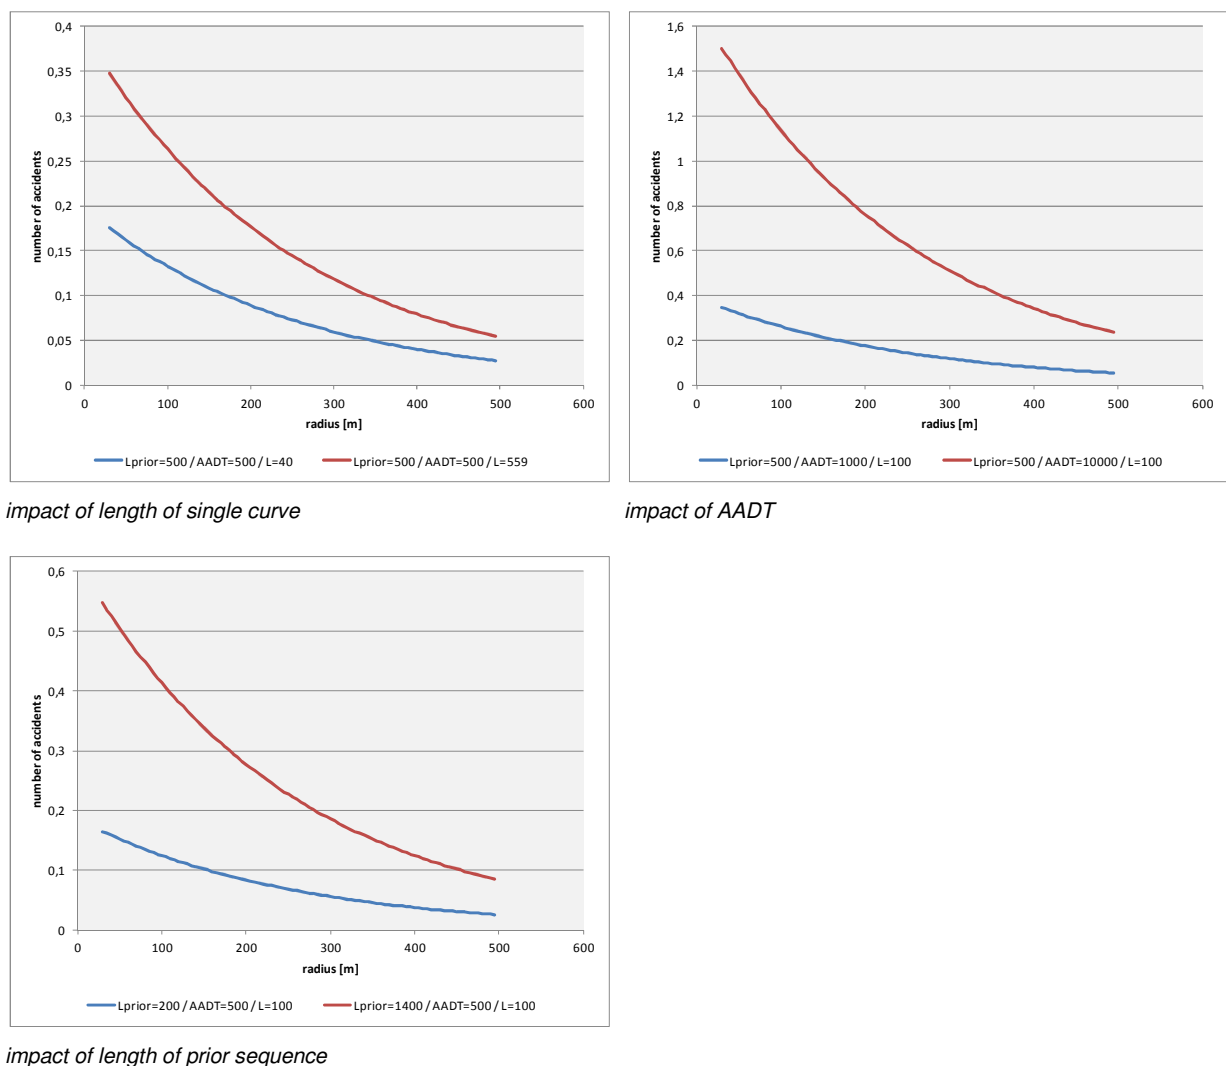 0,4
0,35
0,3
0,25
0,2
0,15
0,1
0,05
0
number of accidents
0 100 200 300 400 500 600
radius [m]
Lprior=500 / AADT=500 / L=40 Lprior=500 / AADT=500 / L=559
impact of length of single curve
1,6
1,4
1,2
1
0,8
0,6
0,4
0,2
0
number of accidents
0 100 200 300 400 500 600
radius [m]
Lprior=500 / AADT=1000 / L=100 Lprior=500 / AADT=10000 / L=100
impact of AADT
0,6
0,5
0,4
0,3
0,2
0,1
0
number of accidents
0 100 200 300 400 500 600
radius [m]
Lprior=200 / AADT=500 / L=100 Lprior=1400 / AADT=500 / L=100
impact of length of prior sequence